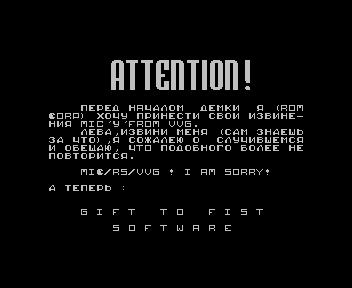 ATTENTION!
ПЕРЕД НАЧАЛОМ ДЕМКИ Я (ROM
CORP) ХОЧУ ПРИНЕСТИ СВОИ ИЗВИНЕ-
НИЯ MIC'Y'FROM VVG.
ЛЕВА,ИЗВИНИ МЕНЯ (САМ ЗНАЕШЬ
ЗА ЧТО),Я СОЖАЛЕЮ О СЛУЧИВШЕМСЯ
И ОБЕЩАЮ, ЧТО ПОДОБНОГО БОЛЕЕ НЕ
ПОВТОРИТСЯ.
MIC/RS/VVG ! I AM SORRY!
А ТЕПЕРЬ :
GIFT TO FIST
SOFTWARE